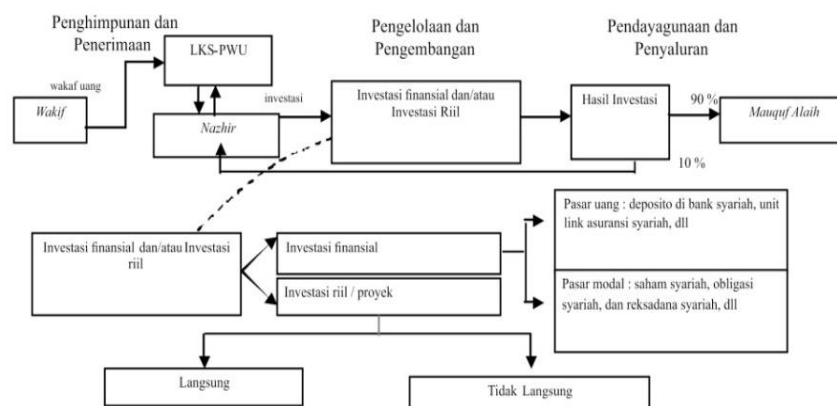 Penghimpunan dan
Penerimaan
Pengelolaan dan
Pengembangan
Pendayagunaan dan
Penyaluran
LKS-PWU
wakaf uang
Wakif
Nazhir
investasi
Investasi finansial dan/atau
Investasi Riil
Hasil Investasi
90 %
Mauquf Alaih
10 %
Investasi finansial dan/atau Investasi
riil
Investasi finansial
Investasi riil / proyek
Pasar uang : deposito di bank syariah, unit
link asuransi syariah, dll
Pasar modal : saham syariah, obligasi
syariah, dan reksadana syariah, dll
Langsung
Tidak Langsung